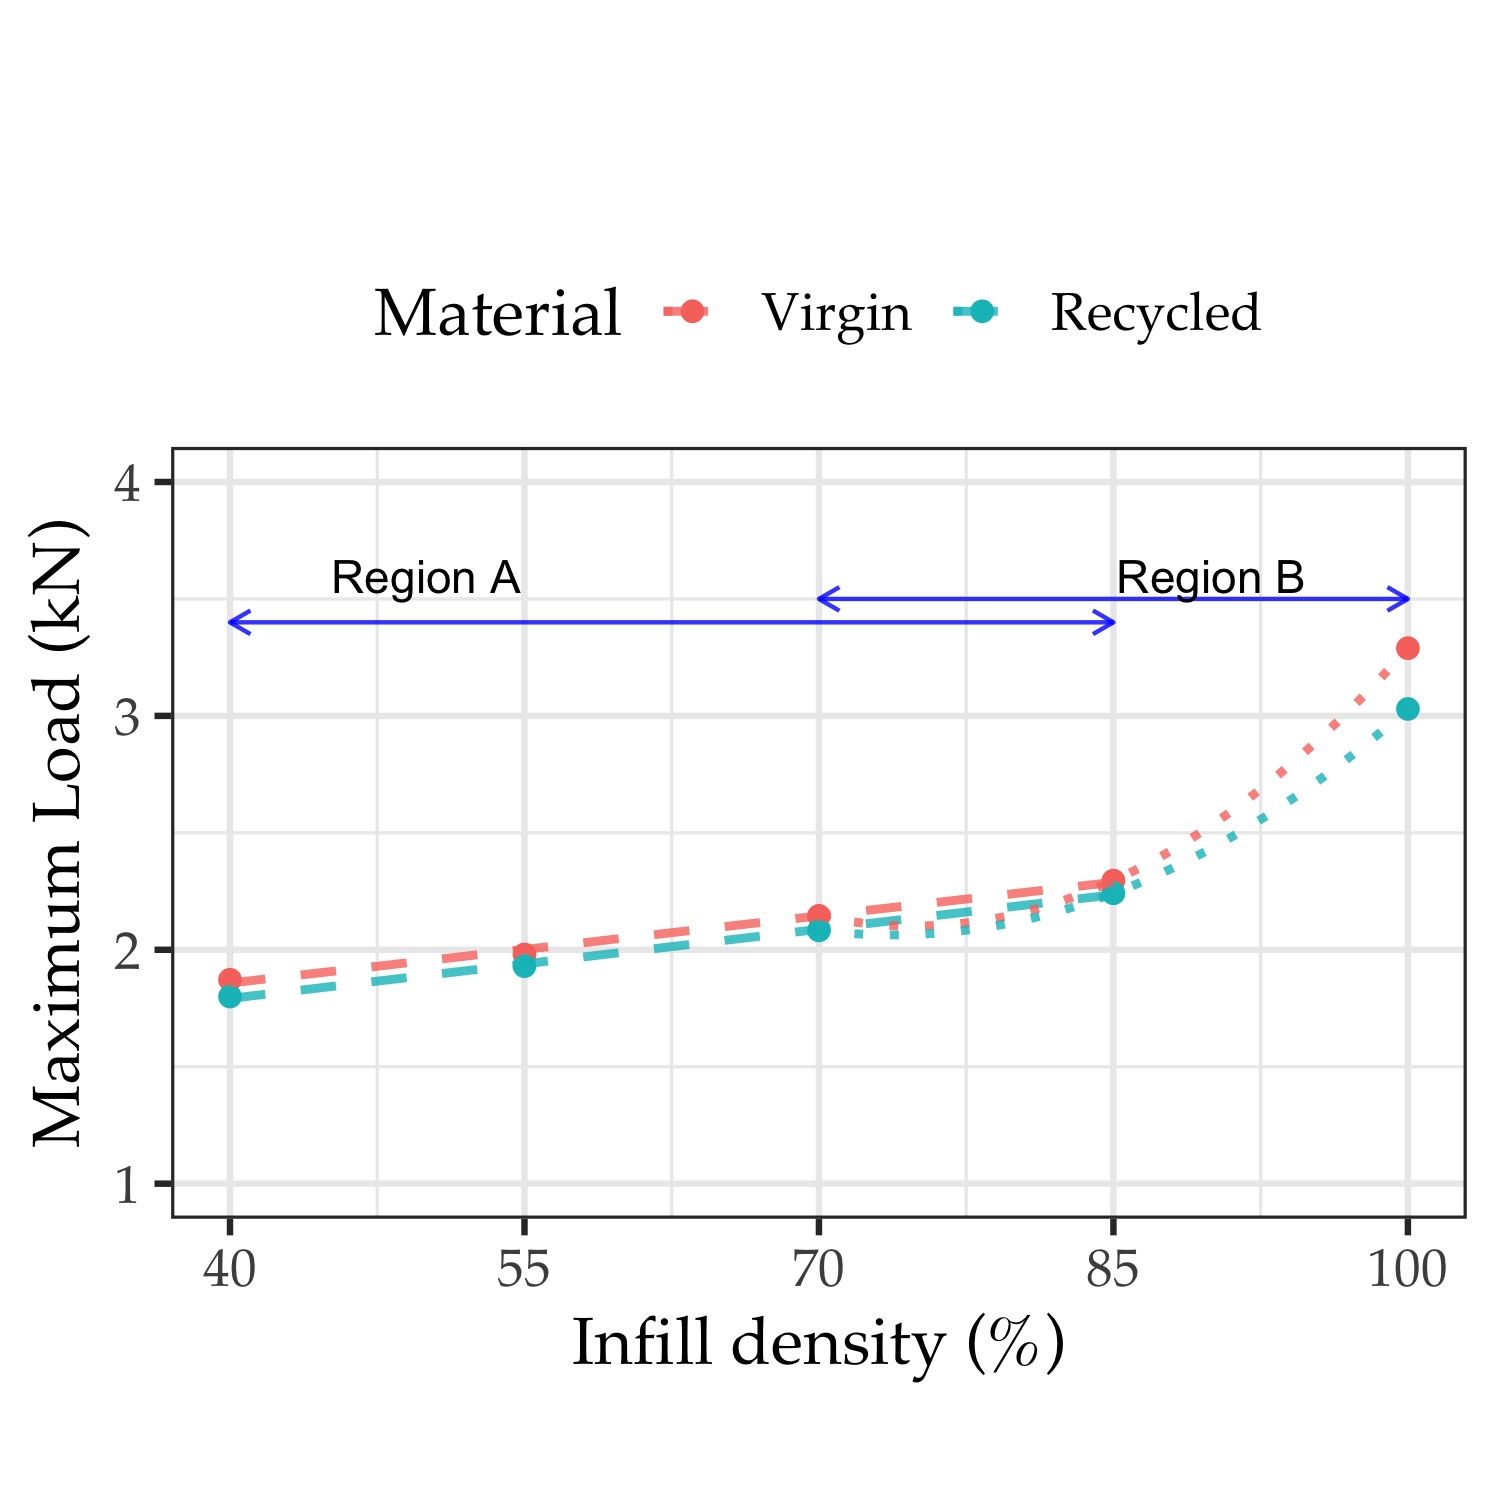 Material Virgin Recycled
4
Region A Region B
3
2
1
Maximum Load (kN)
40 55 70 85 100
Infill density (%)